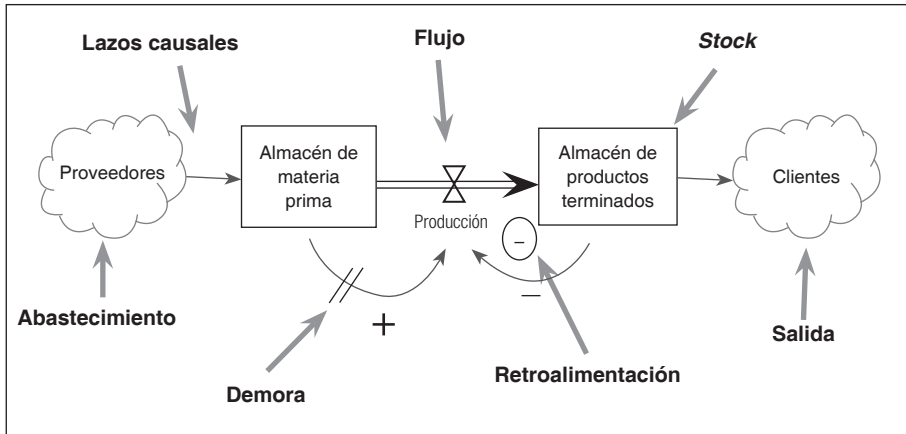 Lazos causales
Flujo
Stock
Proveedores
Almacén de
materia
prima
Producción
Almacén de
productos
terminados
Clientes
–
+
–
Abastecimiento
Demora
Retroalimentación
Salida